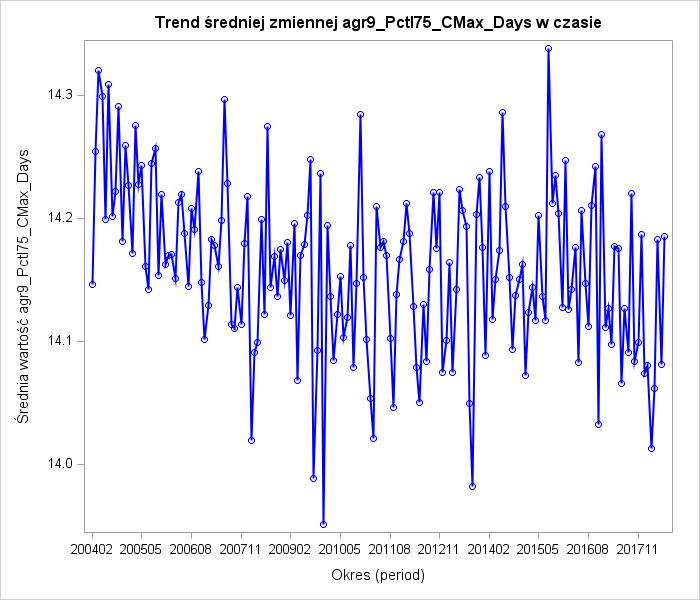 Trend średniej zmiennej agr9_Pctl75_CMax_Days w czasie
Średnia wartość agr9_Pctl75_CMax_Days
14.3
14.2
14.1
14.0
200402 200505 200608 200711 200902 201005 201108 201211 201402 201505 201608 201711
Okres (period)